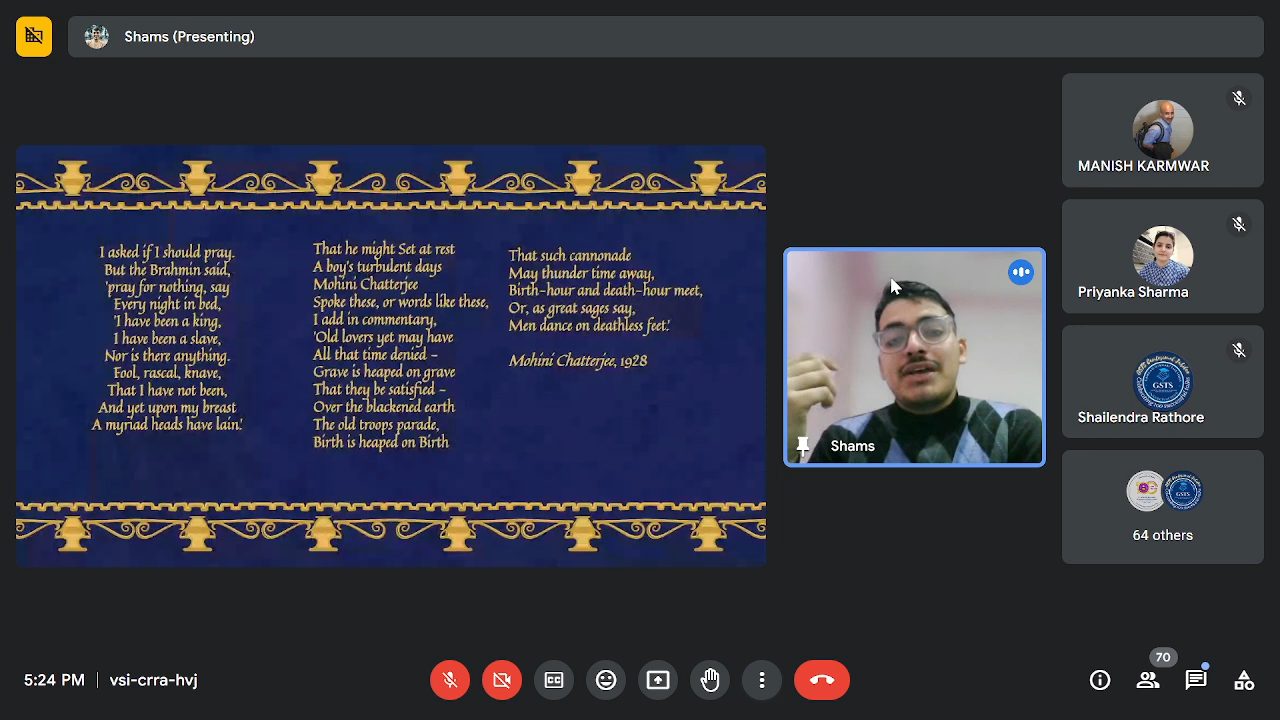 Shams (Presenting)
I asked if I should pray.
But the Brahmin said,
'pray for nothing, say
Every night in bed,
'I have been a king,
I have been a slave,
Nor is there anything.
Fool, rascal, knave,
That I have not been,
And yet upon my breast
A myriad heads have lain.'
That he might Set at rest
A boy's turbulent days
Mohini Chatterjee
Spoke these, or words like these,
I add in commentary,
'Old lovers yet may have
All that time denied –
Grave is heaped on grave
That they be satisfied –
Over the blackened earth
The old troops parade,
Birth is heaped on Birth
That such cannonade
May thunder time away,
Birth-hour and death-hour meet,
Or, as great sages say,
Men dance on deathless feet.'
Mohini Chatterjee, 1928
Shams
MANISH KARMWAR
Priyanka Sharma
GSTS
Shailendra Rathore
GSTS
64 others
5:24 PM | vsi-crra-hvj
CC
70